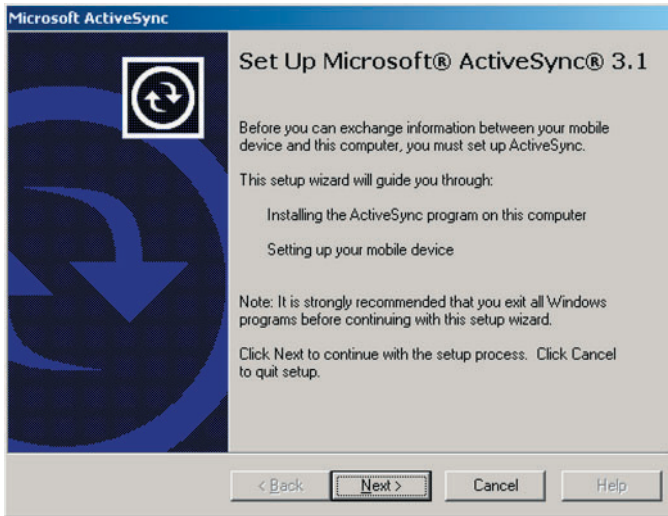 Microsoft ActiveSync
Set Up Microsoft® ActiveSync® 3.1
Before you can exchange information between your mobile
device and this computer, you must set up ActiveSync.
This setup wizard will guide you through:
Installing the ActiveSync program on this computer
Setting up your mobile device
Note: It is strongly recommended that you exit all Windows
programs before continuing with this setup wizard.
Click Next to continue with the setup process.  Click Cancel
to quit setup.
< Back
Next >
Cancel
Help